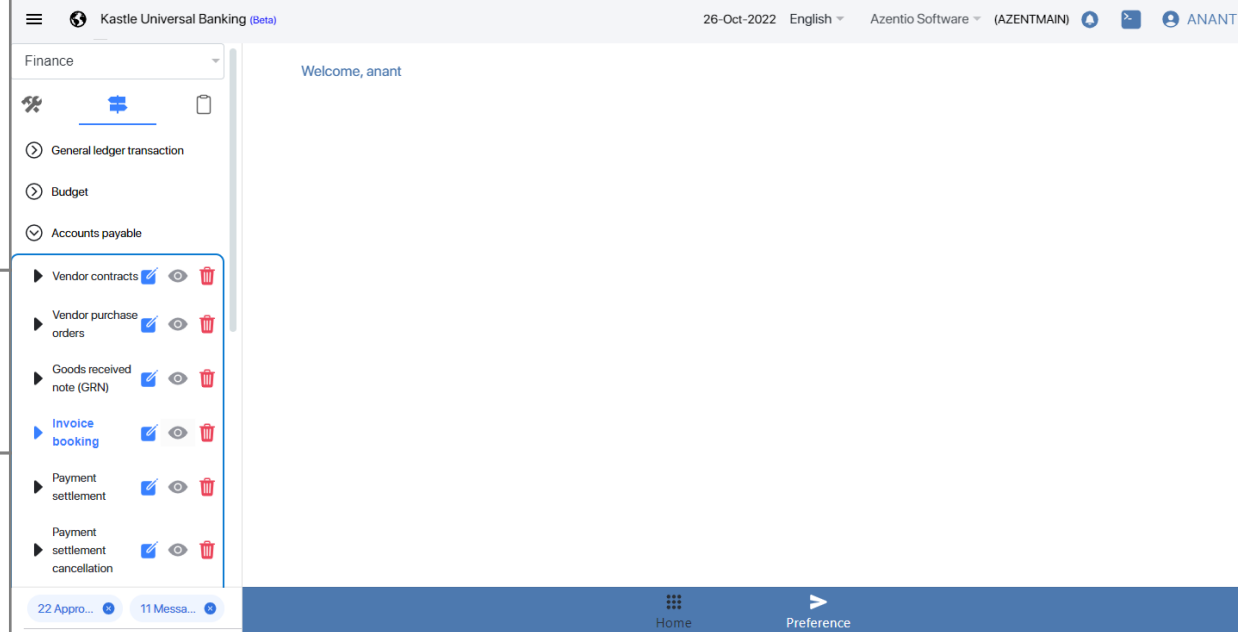 Kastle Universal Banking (Beta)
26-Oct-2022 English Azentio Software (AZENTMAIN) ANANT
Finance
Welcome, anant
General ledger transaction
Budget
Accounts payable
Vendor contracts
Vendor purchase
orders
Goods received
note (GRN)
Invoice
booking
Payment
settlement
Payment
settlement
cancellation
22 Appro... 11 Messa...
Home Preference